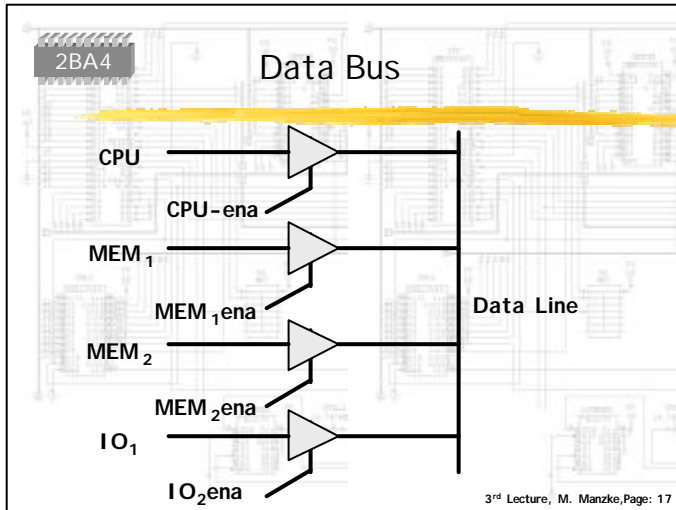 2BA4
Data Bus
CPU
CPU-ena
MEM₁
MEM₁ena
Data Line
MEM₂
MEM₂ena
IO₁
IO₂ena
3rd Lecture, M. Manzke,Page: 17